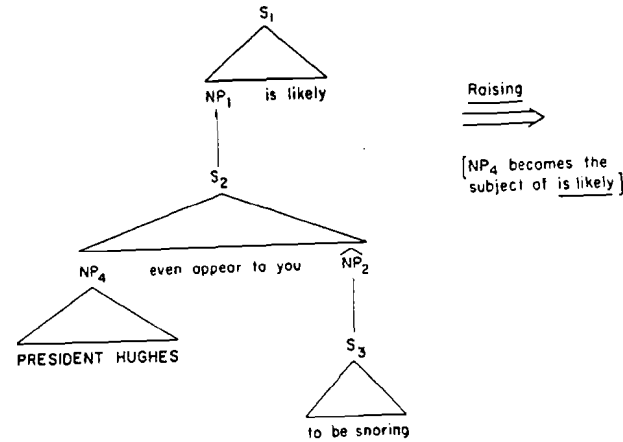 S1
NP1 is likely
Raising
[NP4 becomes the
subject of is likely]
S2
NP4 even appear to you N̂P2
PRESIDENT HUGHES
S3
to be snoring